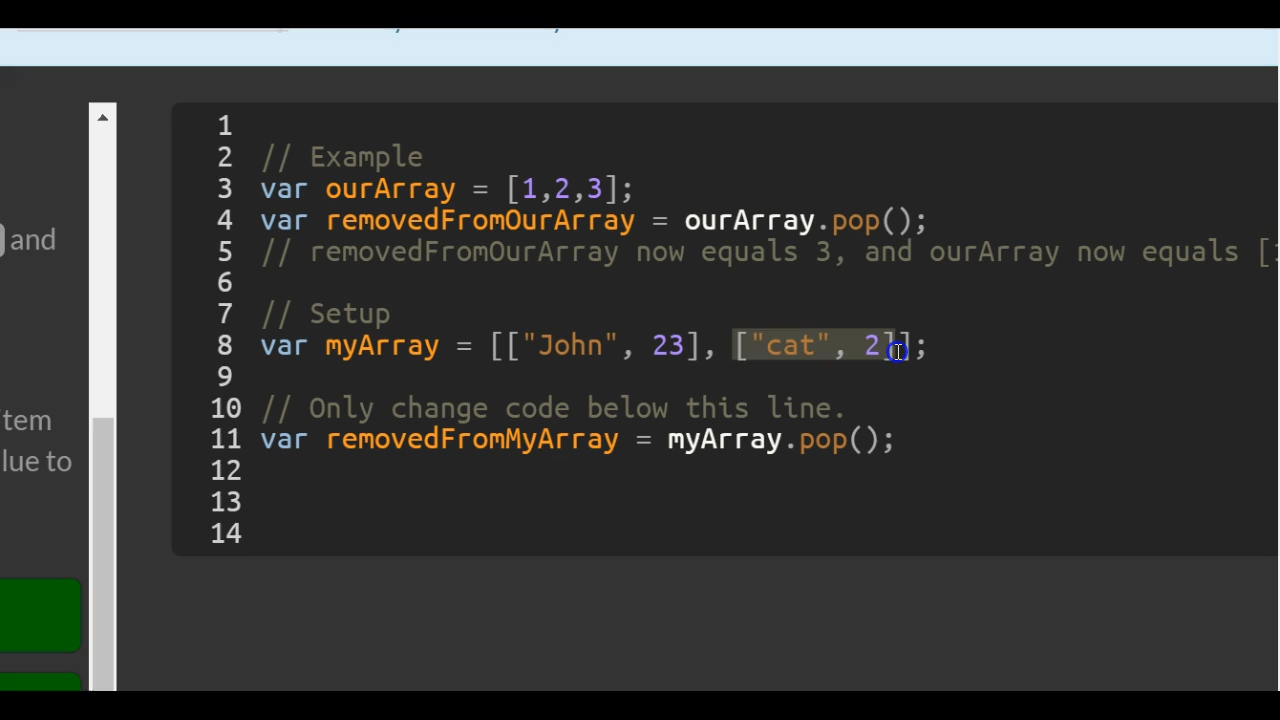 and
tem
lue to
1
2 // Example
3 var ourArray = [1,2,3];
4 var removedFromOurArray = ourArray.pop();
5 // removedFromOurArray now equals 3, and ourArray now equals [
6
7 // Setup
8 var myArray = [["John", 23], ["cat", 2]];
9
10 // Only change code below this line.
11 var removedFromMyArray = myArray.pop();
12
13
14